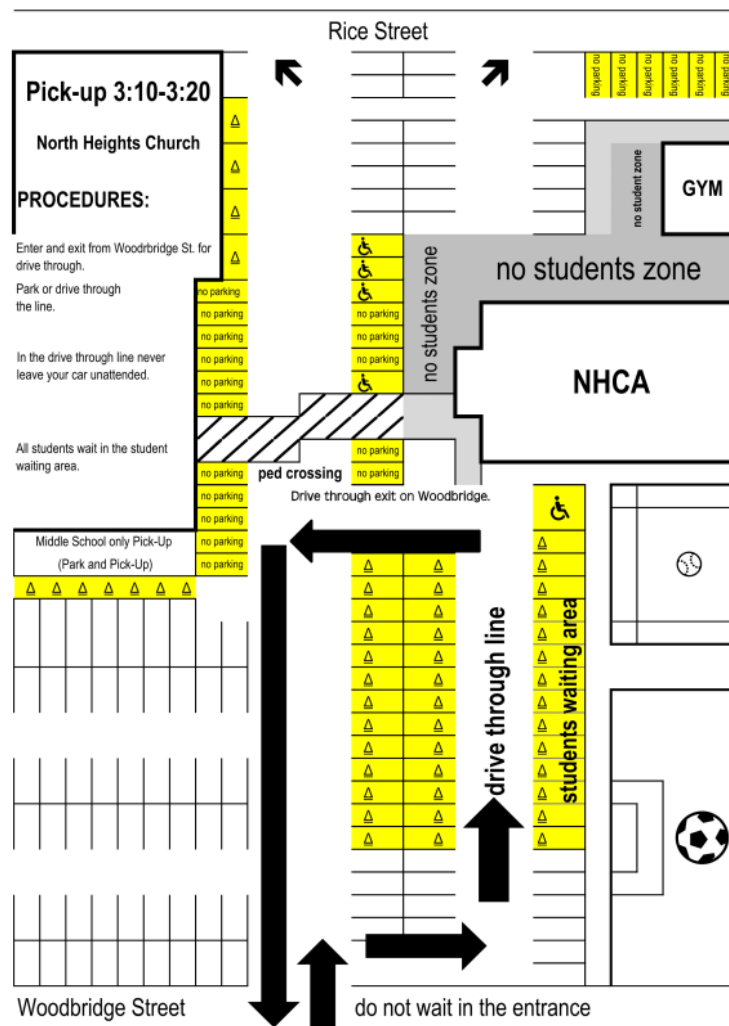 Rice Street
no parking
no parking
no parking
no parking
no parking
no parking
Pick-up 3:10-3:20
North Heights Church
PROCEDURES:
Enter and exit from Woodrbridge St. for
drive through.
Park or drive through
the line.
In the drive through line never
leave your car unattended.
All students wait in the student
waiting area.
no parking
no parking
no parking
no parking
no parking
no parking
no parking
no parking
no parking
no parking
no parking
Middle School only Pick-Up
(Park and Pick-Up)
no parking
no parking
no parking
no parking
no parking
ped crossing
Drive through exit on Woodbridge.
GYM
no student zone
no students zone
no students zone
NHCA
drive through line
students waiting area
Woodbridge Street
do not wait in the entrance